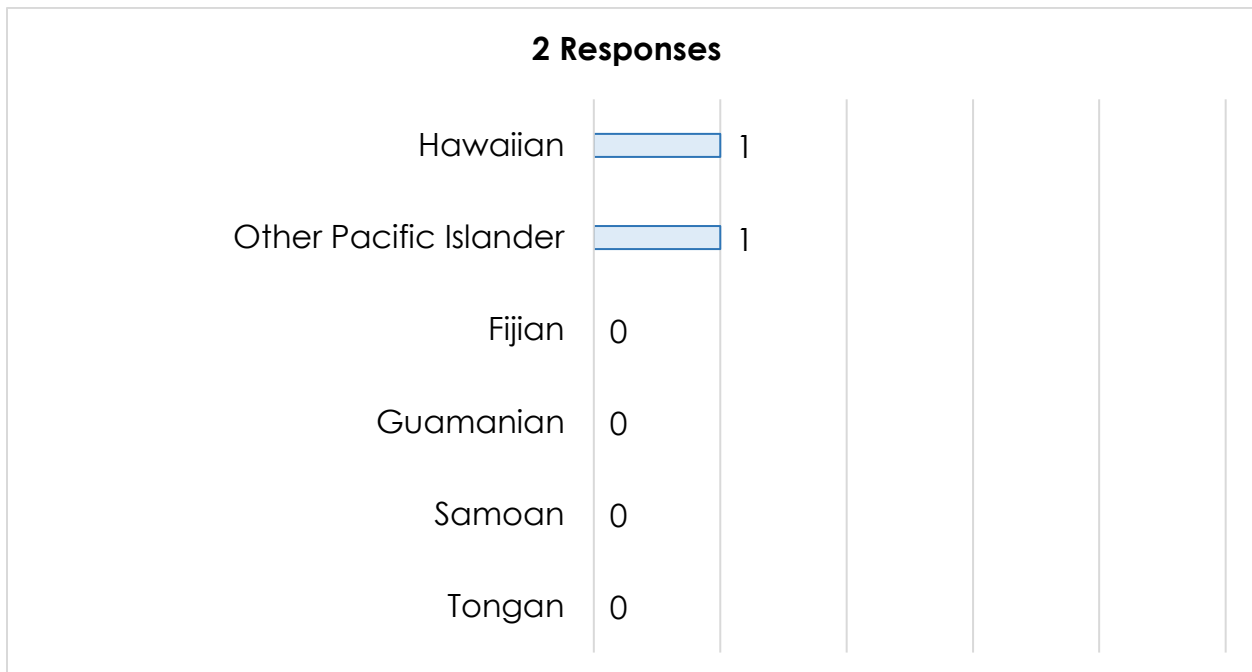 2 Responses
Hawaiian 1
Other Pacific Islander 1
Fijian 0
Guamanian 0
Samoan 0
Tongan 0